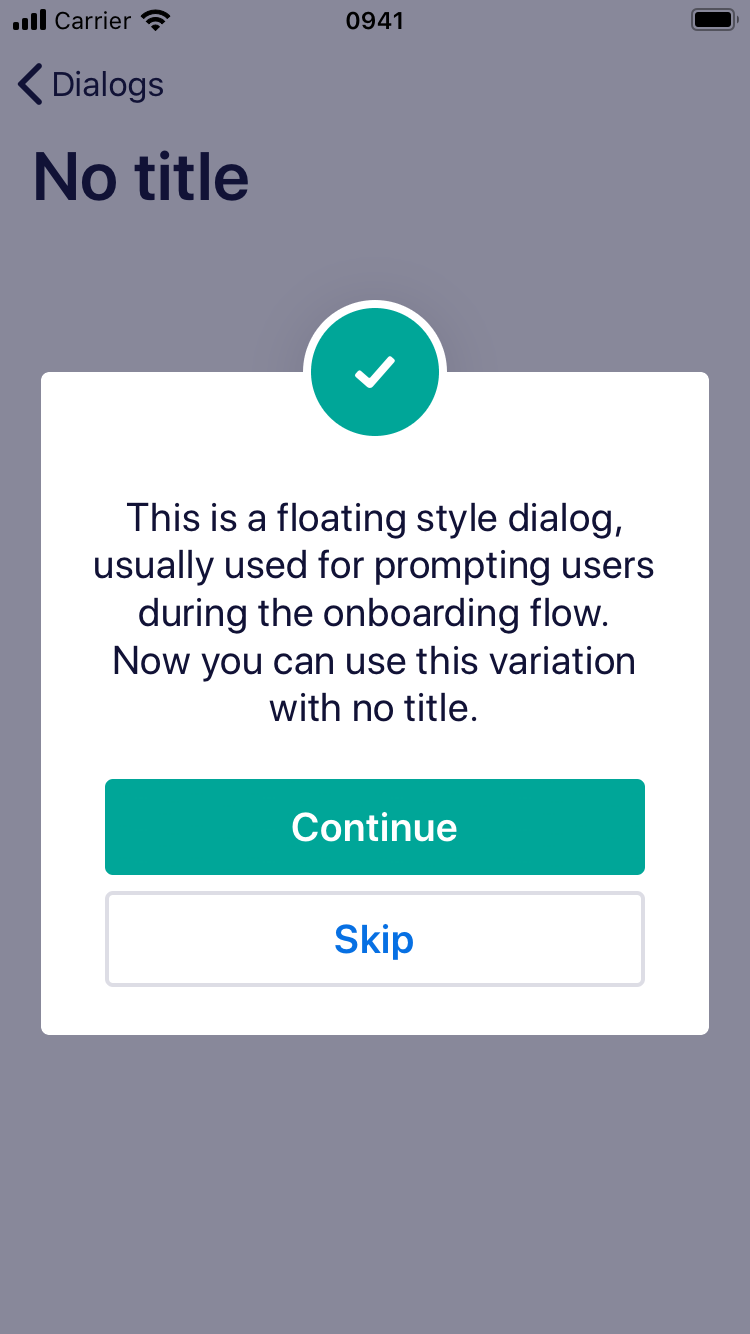 Carrier 0941
Dialogs
No title
This is a floating style dialog,
usually used for prompting users
during the onboarding flow.
Now you can use this variation
with no title.
Continue
Skip